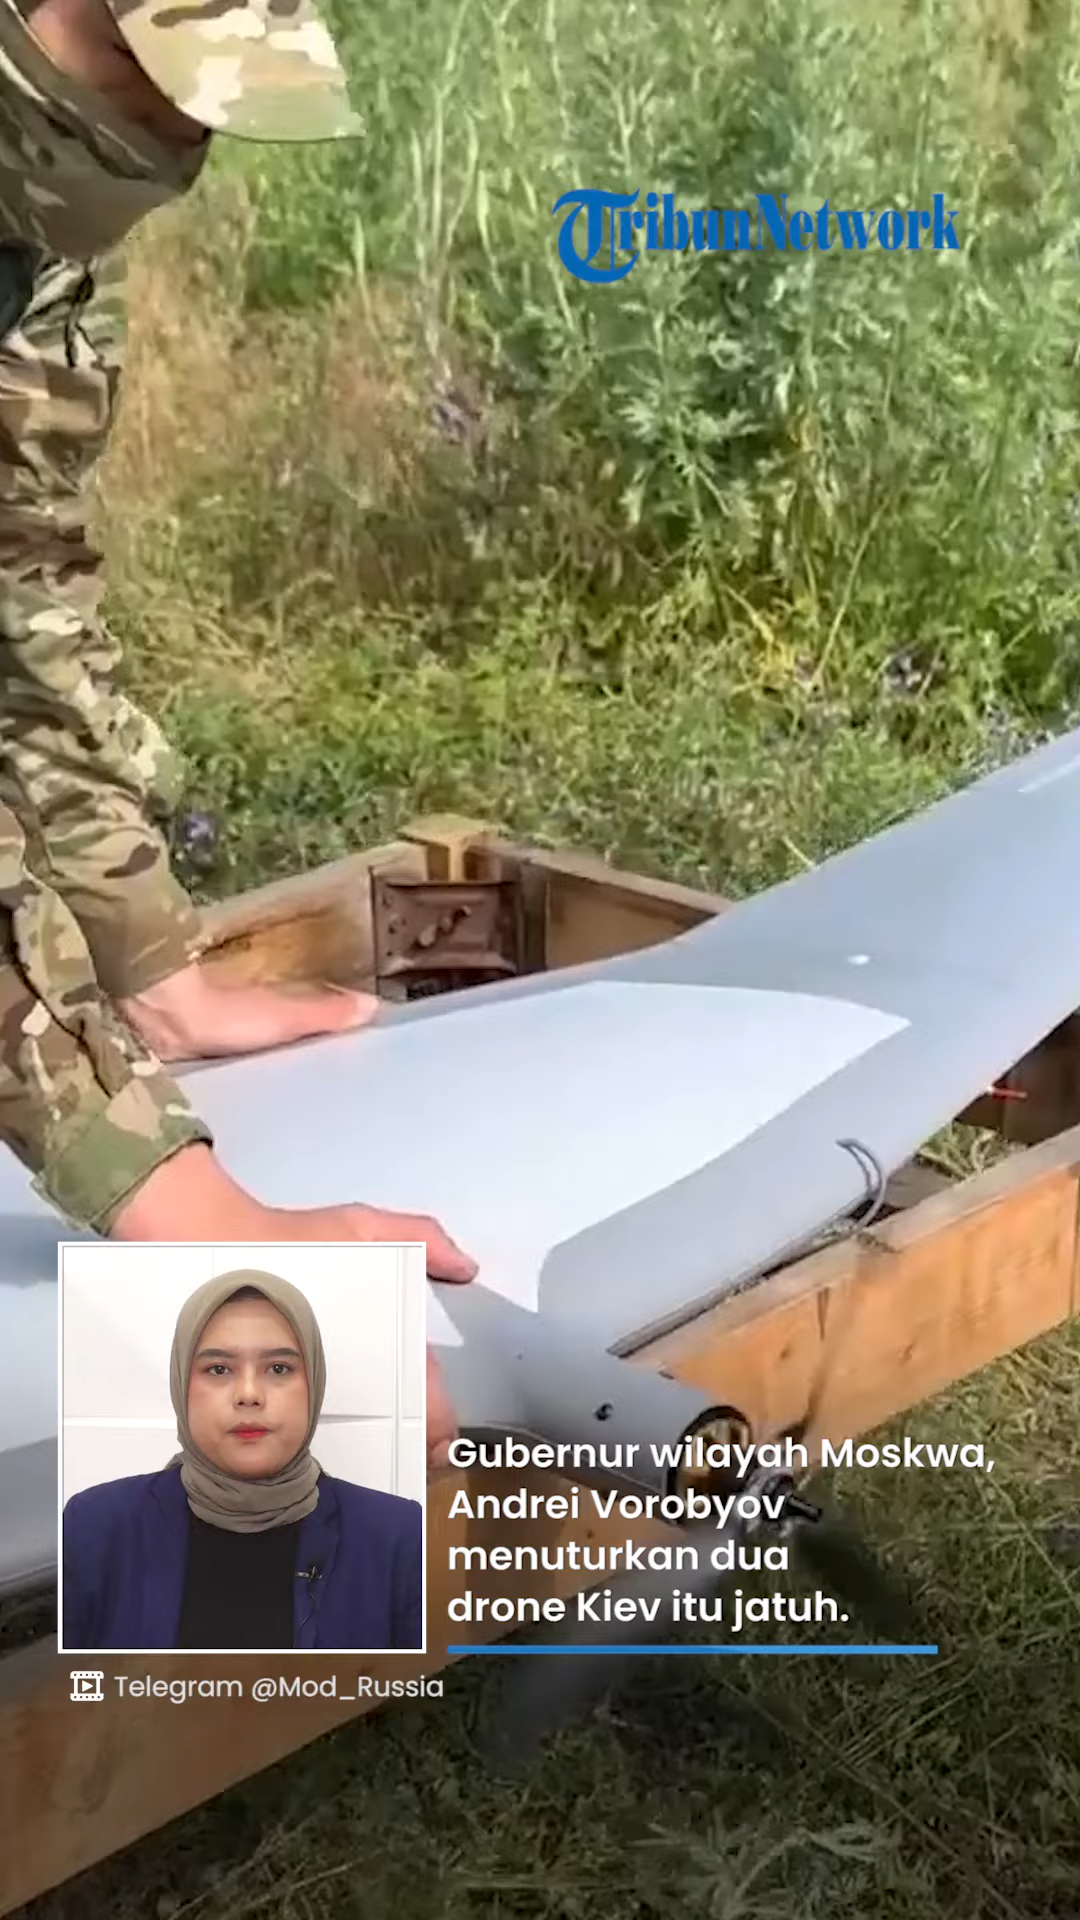 TribunNetwork
Gubernur wilayah Moskwa,
Andrei Vorobyov
menuturkan dua
drone Kiev itu jatuh.
Telegram @Mod_Russia